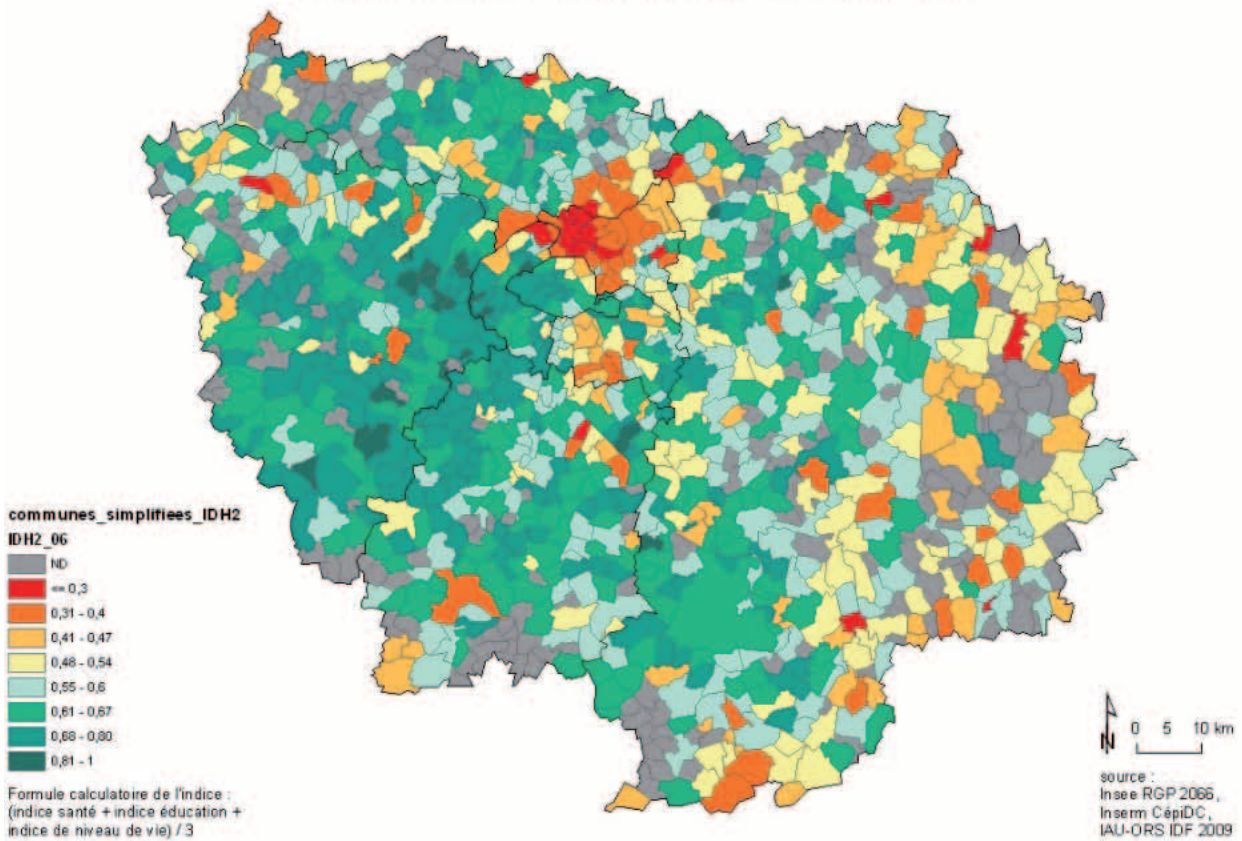 communes_simplifiees_IDH2
IDH2_06
ND
<= 0,3
0,31 - 0,4
0,41 - 0,47
0,48 - 0,54
0,55 - 0,6
0,61 - 0,67
0,68 - 0,80
0,81 - 1
Formule calculatoire de l'indice :
(indice santé + indice éducation +
indice de niveau de vie) / 3
N
0 5 10 km
source :
Insee RGP 2066,
Inserm CépiDC,
IAU-ORS IDF 2009